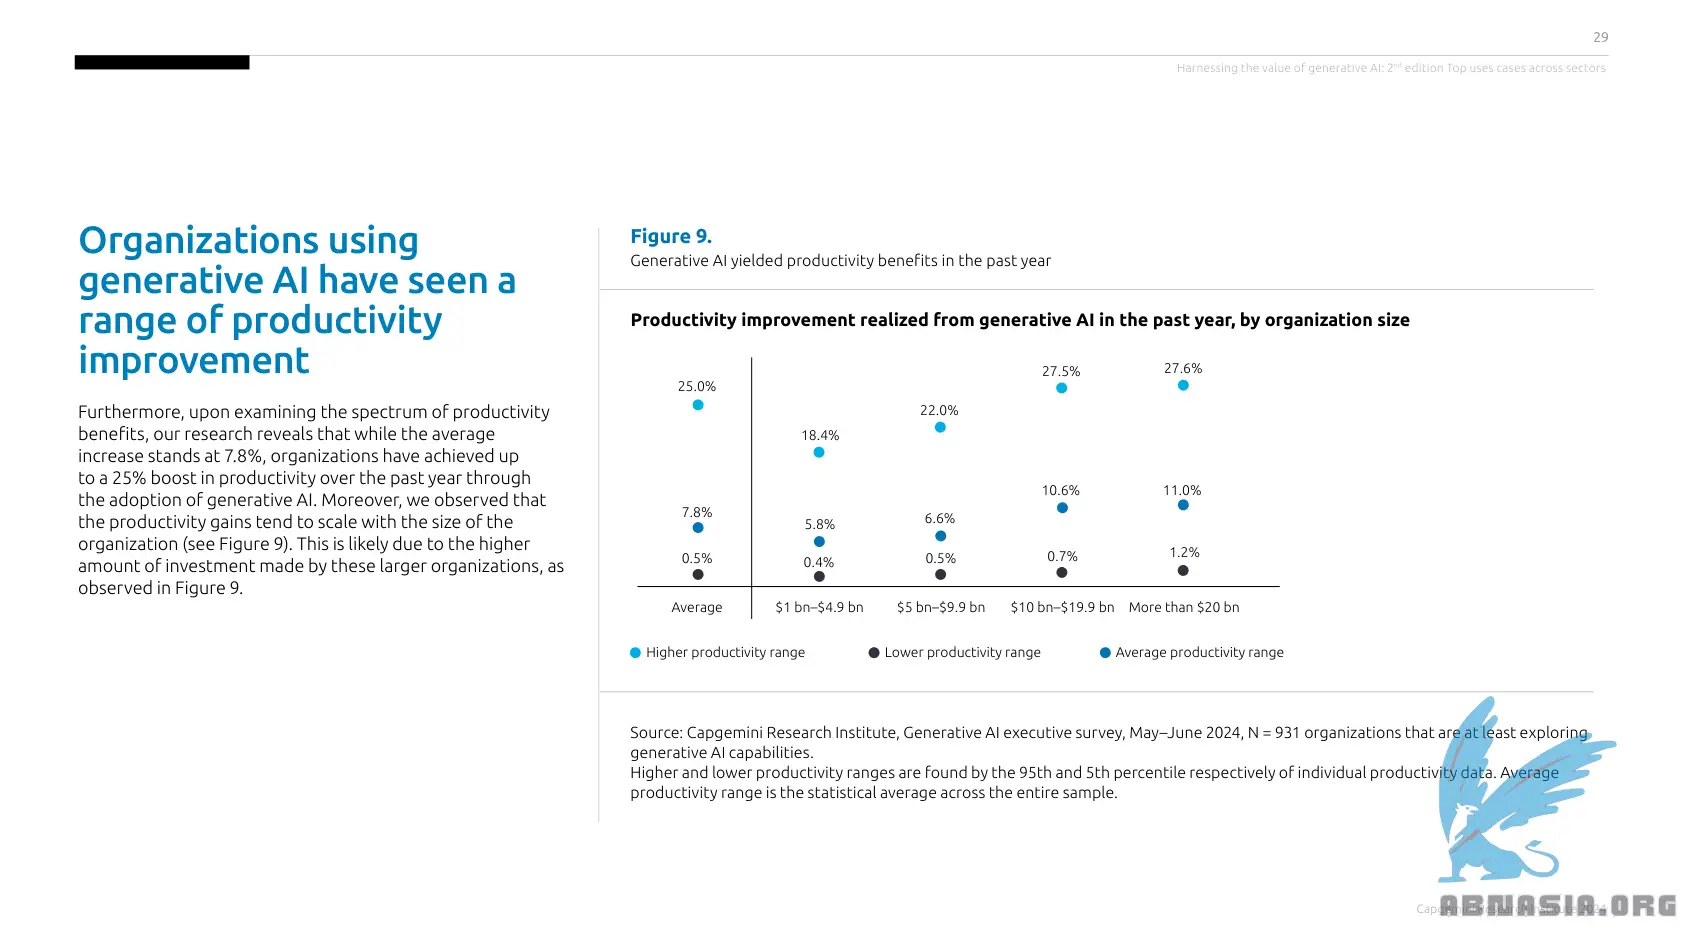 29
Harnessing the value of generative AI: 2nd edition Top uses cases across sectors
Organizations using
generative AI have seen a
range of productivity
improvement
Furthermore, upon examining the spectrum of productivity
benefits, our research reveals that while the average
increase stands at 7.8%, organizations have achieved up
to a 25% boost in productivity over the past year through
the adoption of generative AI. Moreover, we observed that
the productivity gains tend to scale with the size of the
organization (see Figure 9). This is likely due to the higher
amount of investment made by these larger organizations, as
observed in Figure 9.
Figure 9.
Generative AI yielded productivity benefits in the past year
Productivity improvement realized from generative AI in the past year, by organization size
25.0% 18.4% 22.0% 27.5% 27.6%
7.8% 5.8% 6.6% 10.6% 11.0%
0.5% 0.4% 0.5% 0.7% 1.2%
Average $1 bn–$4.9 bn $5 bn–$9.9 bn $10 bn–$19.9 bn More than $20 bn
Higher productivity range Lower productivity range Average productivity range
Source: Capgemini Research Institute, Generative AI executive survey, May–June 2024, N = 931 organizations that are at least exploring
generative AI capabilities.
Higher and lower productivity ranges are found by the 95th and 5th percentile respectively of individual productivity data. Average
productivity range is the statistical average across the entire sample.
Capgemini Research Institute 2024
ABNASIA.ORG